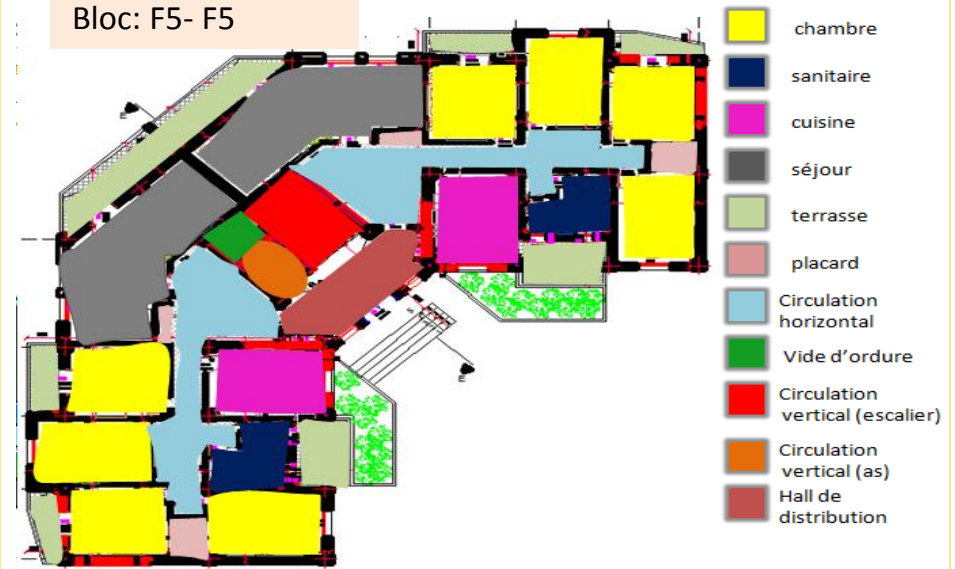 Bloc: F5- F5
chambre
sanitaire
cuisine
séjour
terrasse
placard
Circulation
horizontal
Vide d'ordure
Circulation
vertical (escalier)
Circulation
vertical (as)
Hall de
distribution